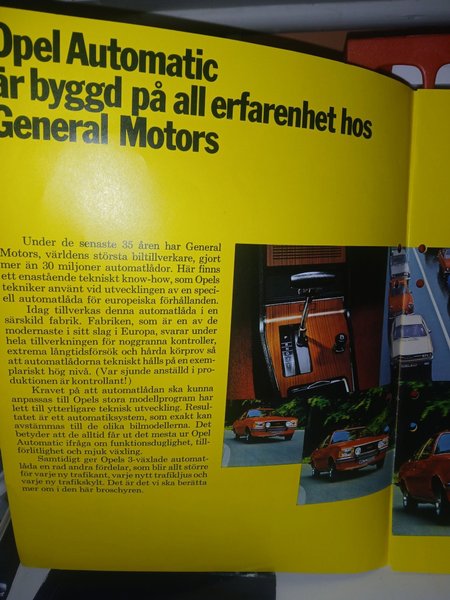 Opel Automatic
är byggd på all erfarenhet hos
General Motors
Under de senaste 35 åren har General
Motors, världens största biltillverkare, gjort
mer än 30 miljoner automatlådor. Här finns
ett enastående tekniskt know-how, som Opels
tekniker använt vid utvecklingen av en speci-
ell automatlåda för europeiska förhållanden.
Idag tillverkas denna automatlåda i en
särskild fabrik. Fabriken, som är en av de
modernaste i sitt slag i Europa, svarar under
hela tillverkningen för noggranna kontroller,
extrema långtidsförsök och hårda körprov så
att automatlådorna tekniskt hålls på en exem-
plariskt hög nivå. (Var sjunde anställd i pro-
duktionen är kontrollant!)
Kravet på att automatlådan ska kunna
anpassas till Opels stora modellprogram har
lett till ytterligare teknisk utveckling. Resul-
tatet är ett automatiksystem, som exakt kan
avstämmas till de olika bilmodellerna. Det
betyder att de alltid får ut det mesta ur Opel
Automatic ifråga om funktionsduglighet, till-
förlitlighet och mjuk växling.
Samtidigt ger Opels 3-växlade automat-
låda en rad andra fördelar, som blir allt större
för varje ny trafikant, varje nytt trafikljus och
varje ny trafikskylt. Det är det vi ska berätta
mer om i den här broschyren.